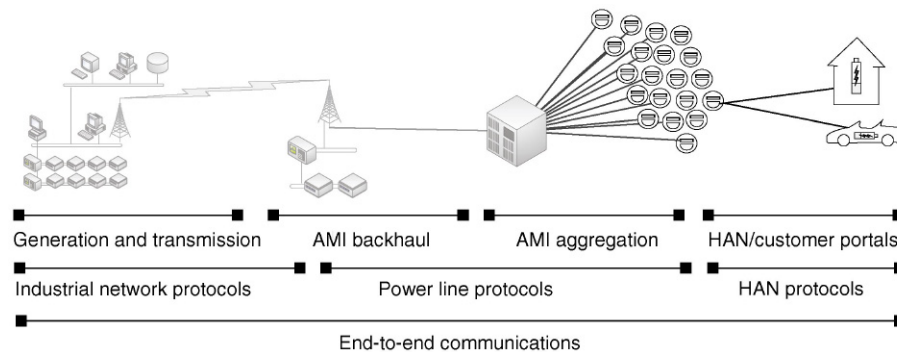 Generation and transmission
AMI backhaul
AMI aggregation
HAN/customer portals
Industrial network protocols
Power line protocols
HAN protocols
End-to-end communications